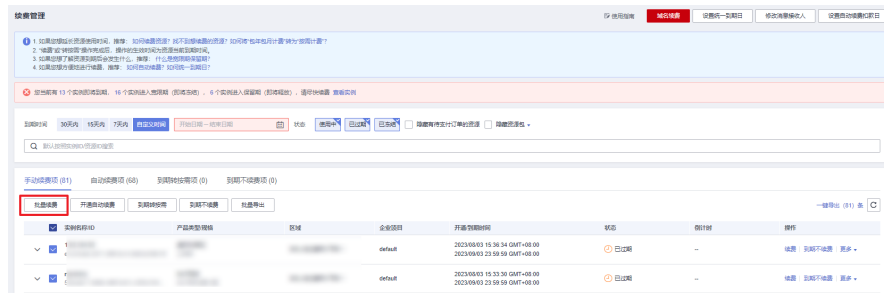 续费管理
使用指南
域名续费
设置统一到期日
修改消息接收人
设置自动续费扣款日
1. 如果您想延长资源使用时间，推荐： 如何续费资源？ 找不到想续费的资源？ 如何将“包年包月计费”转为“按需计费”？
2. “续费”或“转按需”操作完成后，操作的生效时间为资源当前到期时间。
3. 如果您想了解资源到期后会发生什么，推荐： 什么是宽限期保留期？
4. 如果您想方便地进行续费，推荐： 如何自动续费？ 如何统一到期日？
您当前有 13 个实例即将到期， 16 个实例进入宽限期（即将冻结）， 6 个实例进入保留期（即将释放），请尽快续费 查看实例
到期时间 30天内 15天内 7天内 自定义时间 开始日期 – 结束日期 状态 使用中 已过期 已冻结 隐藏有待支付订单的资源 隐藏资源包
默认按照实例ID/资源ID搜索
手动续费项 (81) 自动续费项 (68) 到期转按需项 (0) 到期不续费项 (0)
批量续费 开通自动续费 到期转按需 到期不续费 批量导出 一键导出 (81) 条
实例名称/ID 产品类型/规格 区域 企业项目 开通/到期时间 状态 倒计时 操作
default 2023/08/03 15:36:34 GMT+08:00 已过期 -- 续费 到期不续费 更多
2023/09/03 23:59:59 GMT+08:00
default 2023/08/03 15:33:30 GMT+08:00 已过期 -- 续费 到期不续费 更多
2023/09/03 23:59:59 GMT+08:00